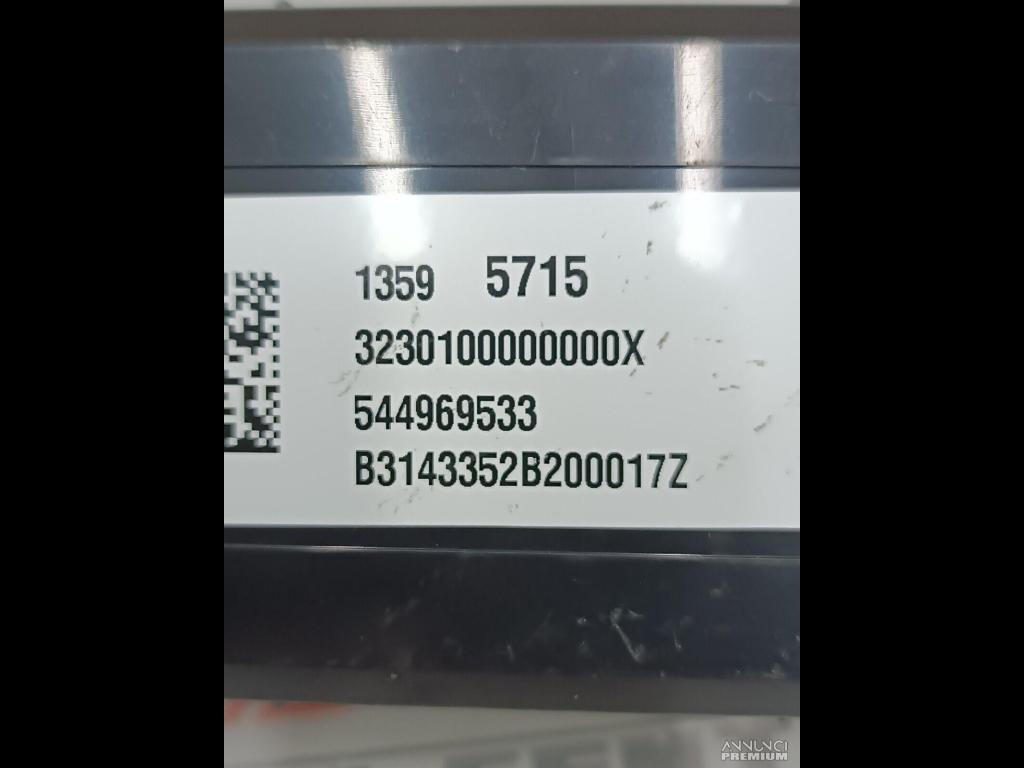 1359 5715
3230100000000X
544969533
B3143352B200017Z
ANNUNCI
PREMIUM